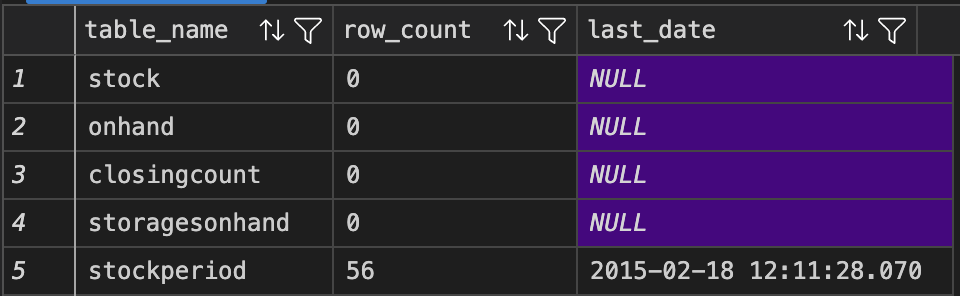 table_name row_count last_date
1 stock 0 NULL
2 onhand 0 NULL
3 closingcount 0 NULL
4 storagesonhand 0 NULL
5 stockperiod 56 2015-02-18 12:11:28.070